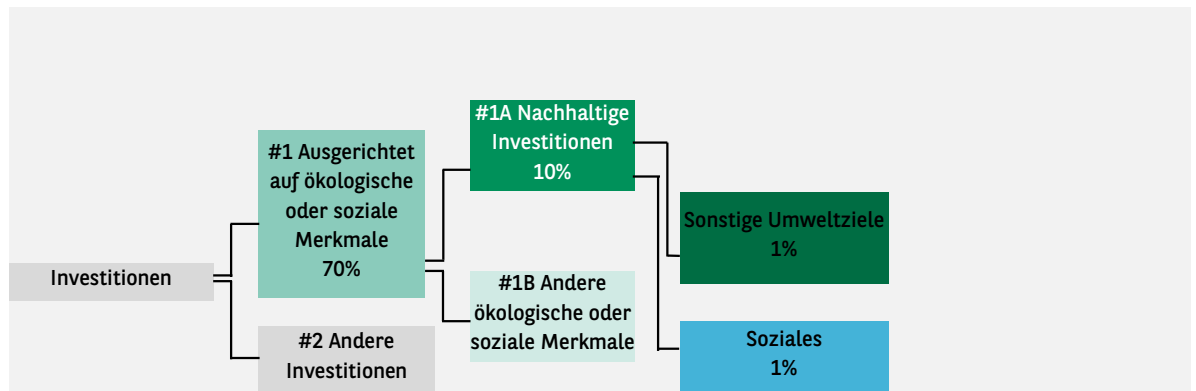 Investitionen
#1 Ausgerichtet
auf ökologische
oder soziale
Merkmale
70%
#2 Andere
Investitionen
#1A Nachhaltige
Investitionen
10%
#1B Andere
ökologische oder
soziale Merkmale
Sonstige Umweltziele
1%
Soziales
1%